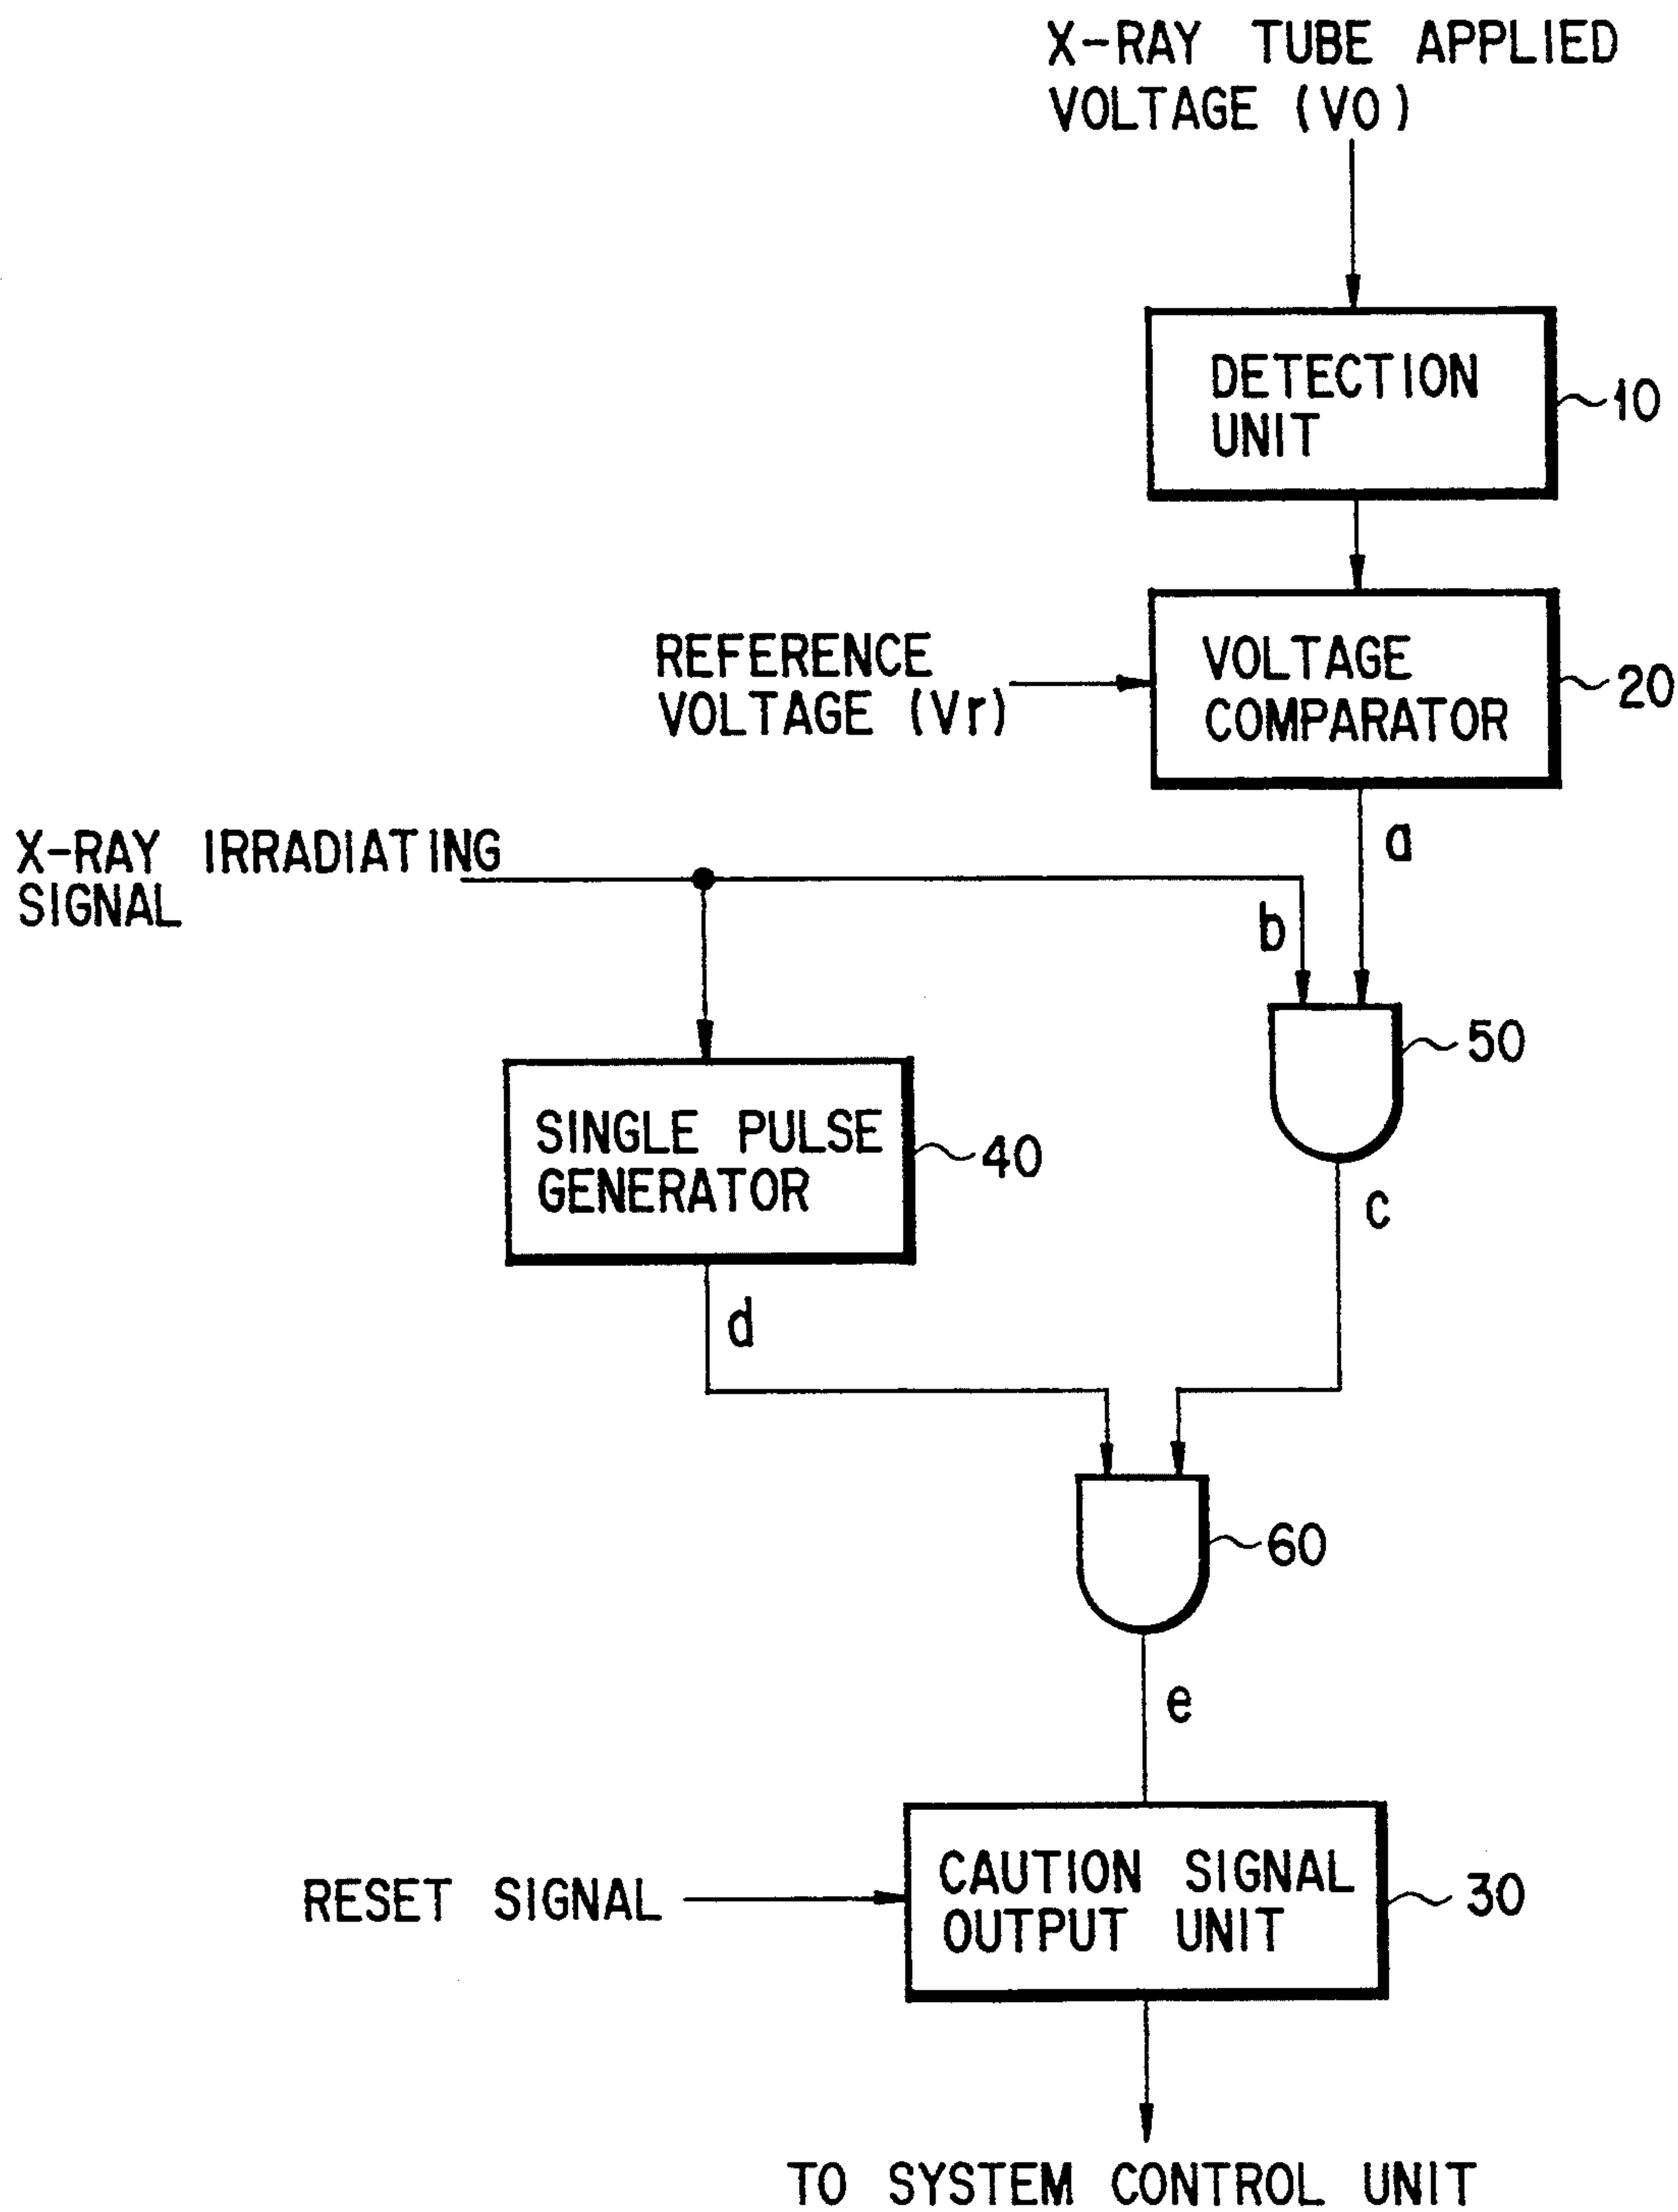 X-RAY TUBE APPLIED
VOLTAGE (VO)
DETECTION
UNIT
10
REFERENCE
VOLTAGE (Vr)
VOLTAGE
COMPARATOR
20
X-RAY IRRADIATING
SIGNAL
a
b
50
SINGLE PULSE
GENERATOR
40
c
d
60
e
RESET SIGNAL
CAUTION SIGNAL
OUTPUT UNIT
30
TO SYSTEM CONTROL UNIT